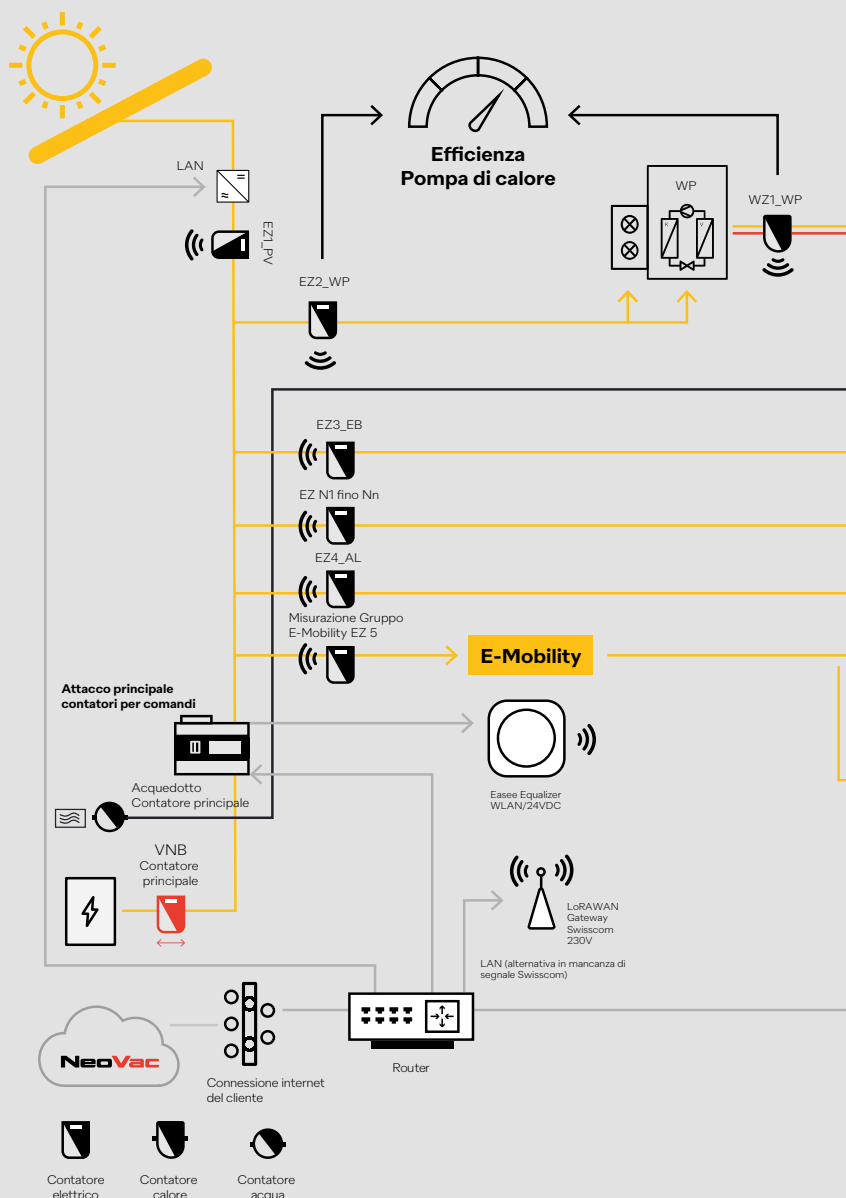 Efficienza
Pompa di calore
LAN
WP
K
V
WZ1_WP
EZ1_PV
EZ2_WP
EZ3_EB
EZ N1 fino Nn
EZ4_AL
Misurazione Gruppo
E-Mobility EZ 5
E-Mobility
Attacco principale
contatori per comandi
Easee Equalizer
WLAN/24VDC
Acquedotto
Contatore principale
VNB
Contatore
principale
LoRAWAN
Gateway
Swisscom
230V
LAN (alternativa in mancanza di
segnale Swisscom)
NeoVac
Connessione internet
del cliente
Router
Contatore
elettrico
Contatore
calore
Contatore
acqua